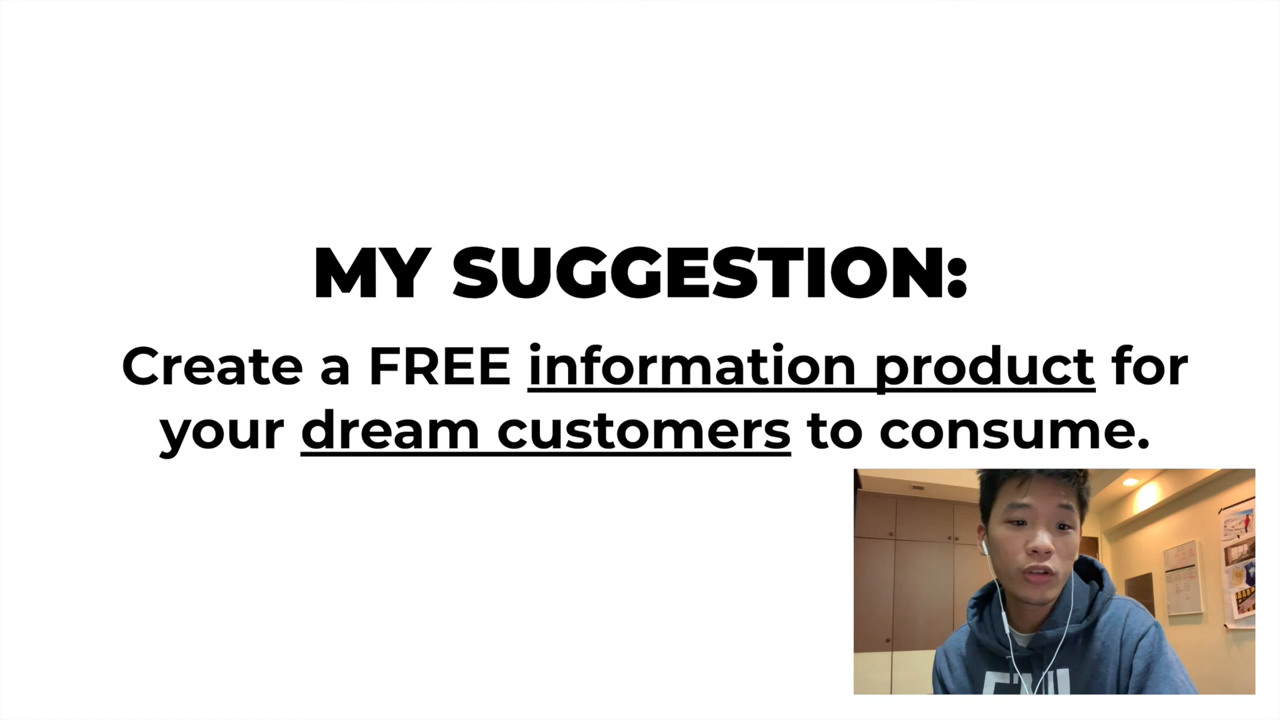 MY SUGGESTION:
Create a FREE information product for
your dream customers to consume.